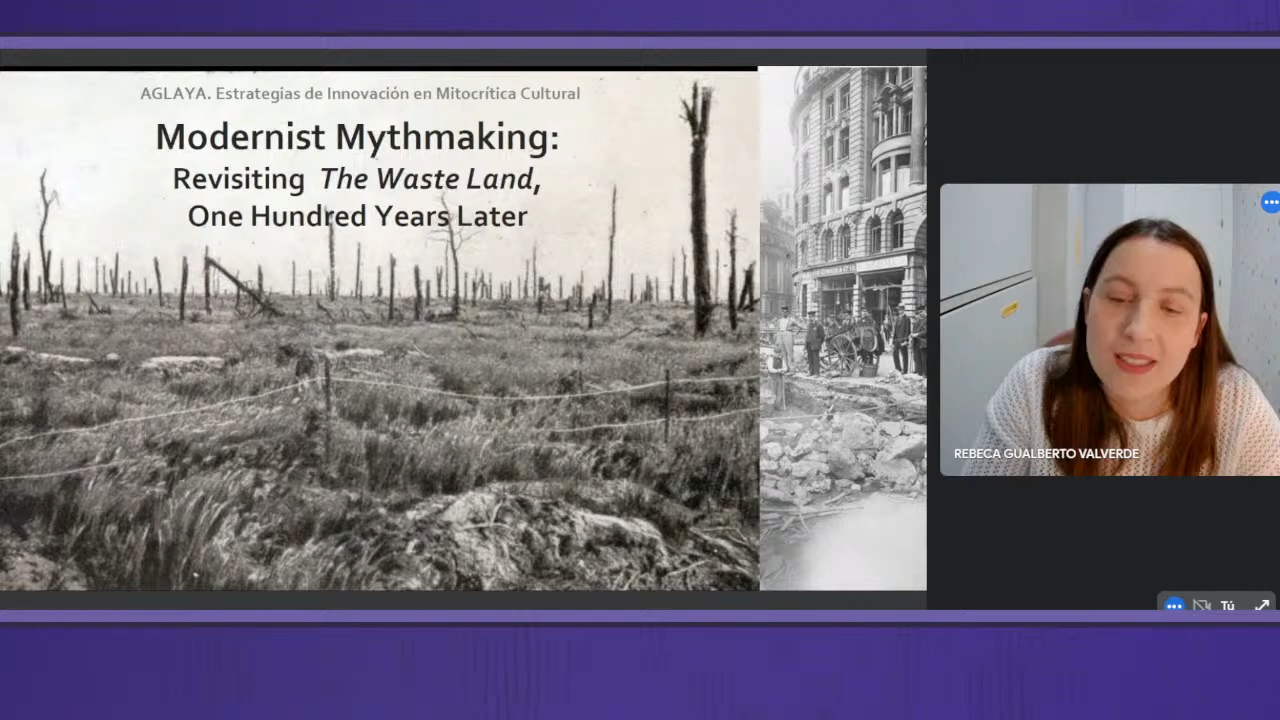 AGLAYA. Estrategias de Innovación en Mitocrítica Cultural
Modernist Mythmaking:
Revisiting The Waste Land,
One Hundred Years Later
REBECA GUALBERTO VALVERDE
Tú